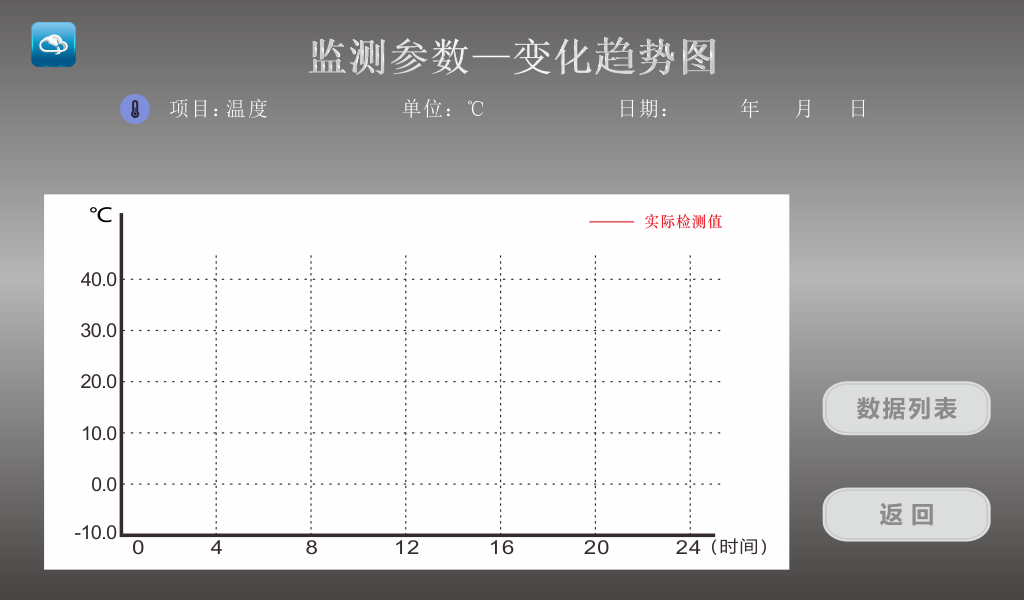 监测参数—变化趋势图
项目：温度 单位：℃ 日期： 年 月 日
℃
实际检测值
40.0
30.0
20.0
10.0
0.0
-10.0
0 4 8 12 16 20 24（时间）
数据列表
返回